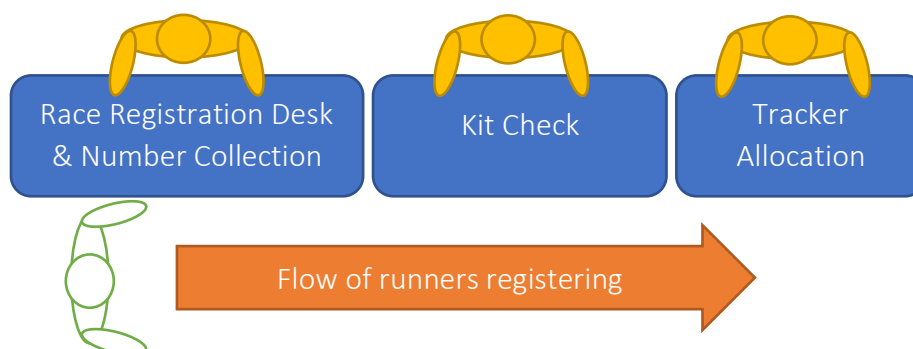 Race Registration Desk
& Number Collection
Kit Check
Tracker
Allocation
Flow of runners registering